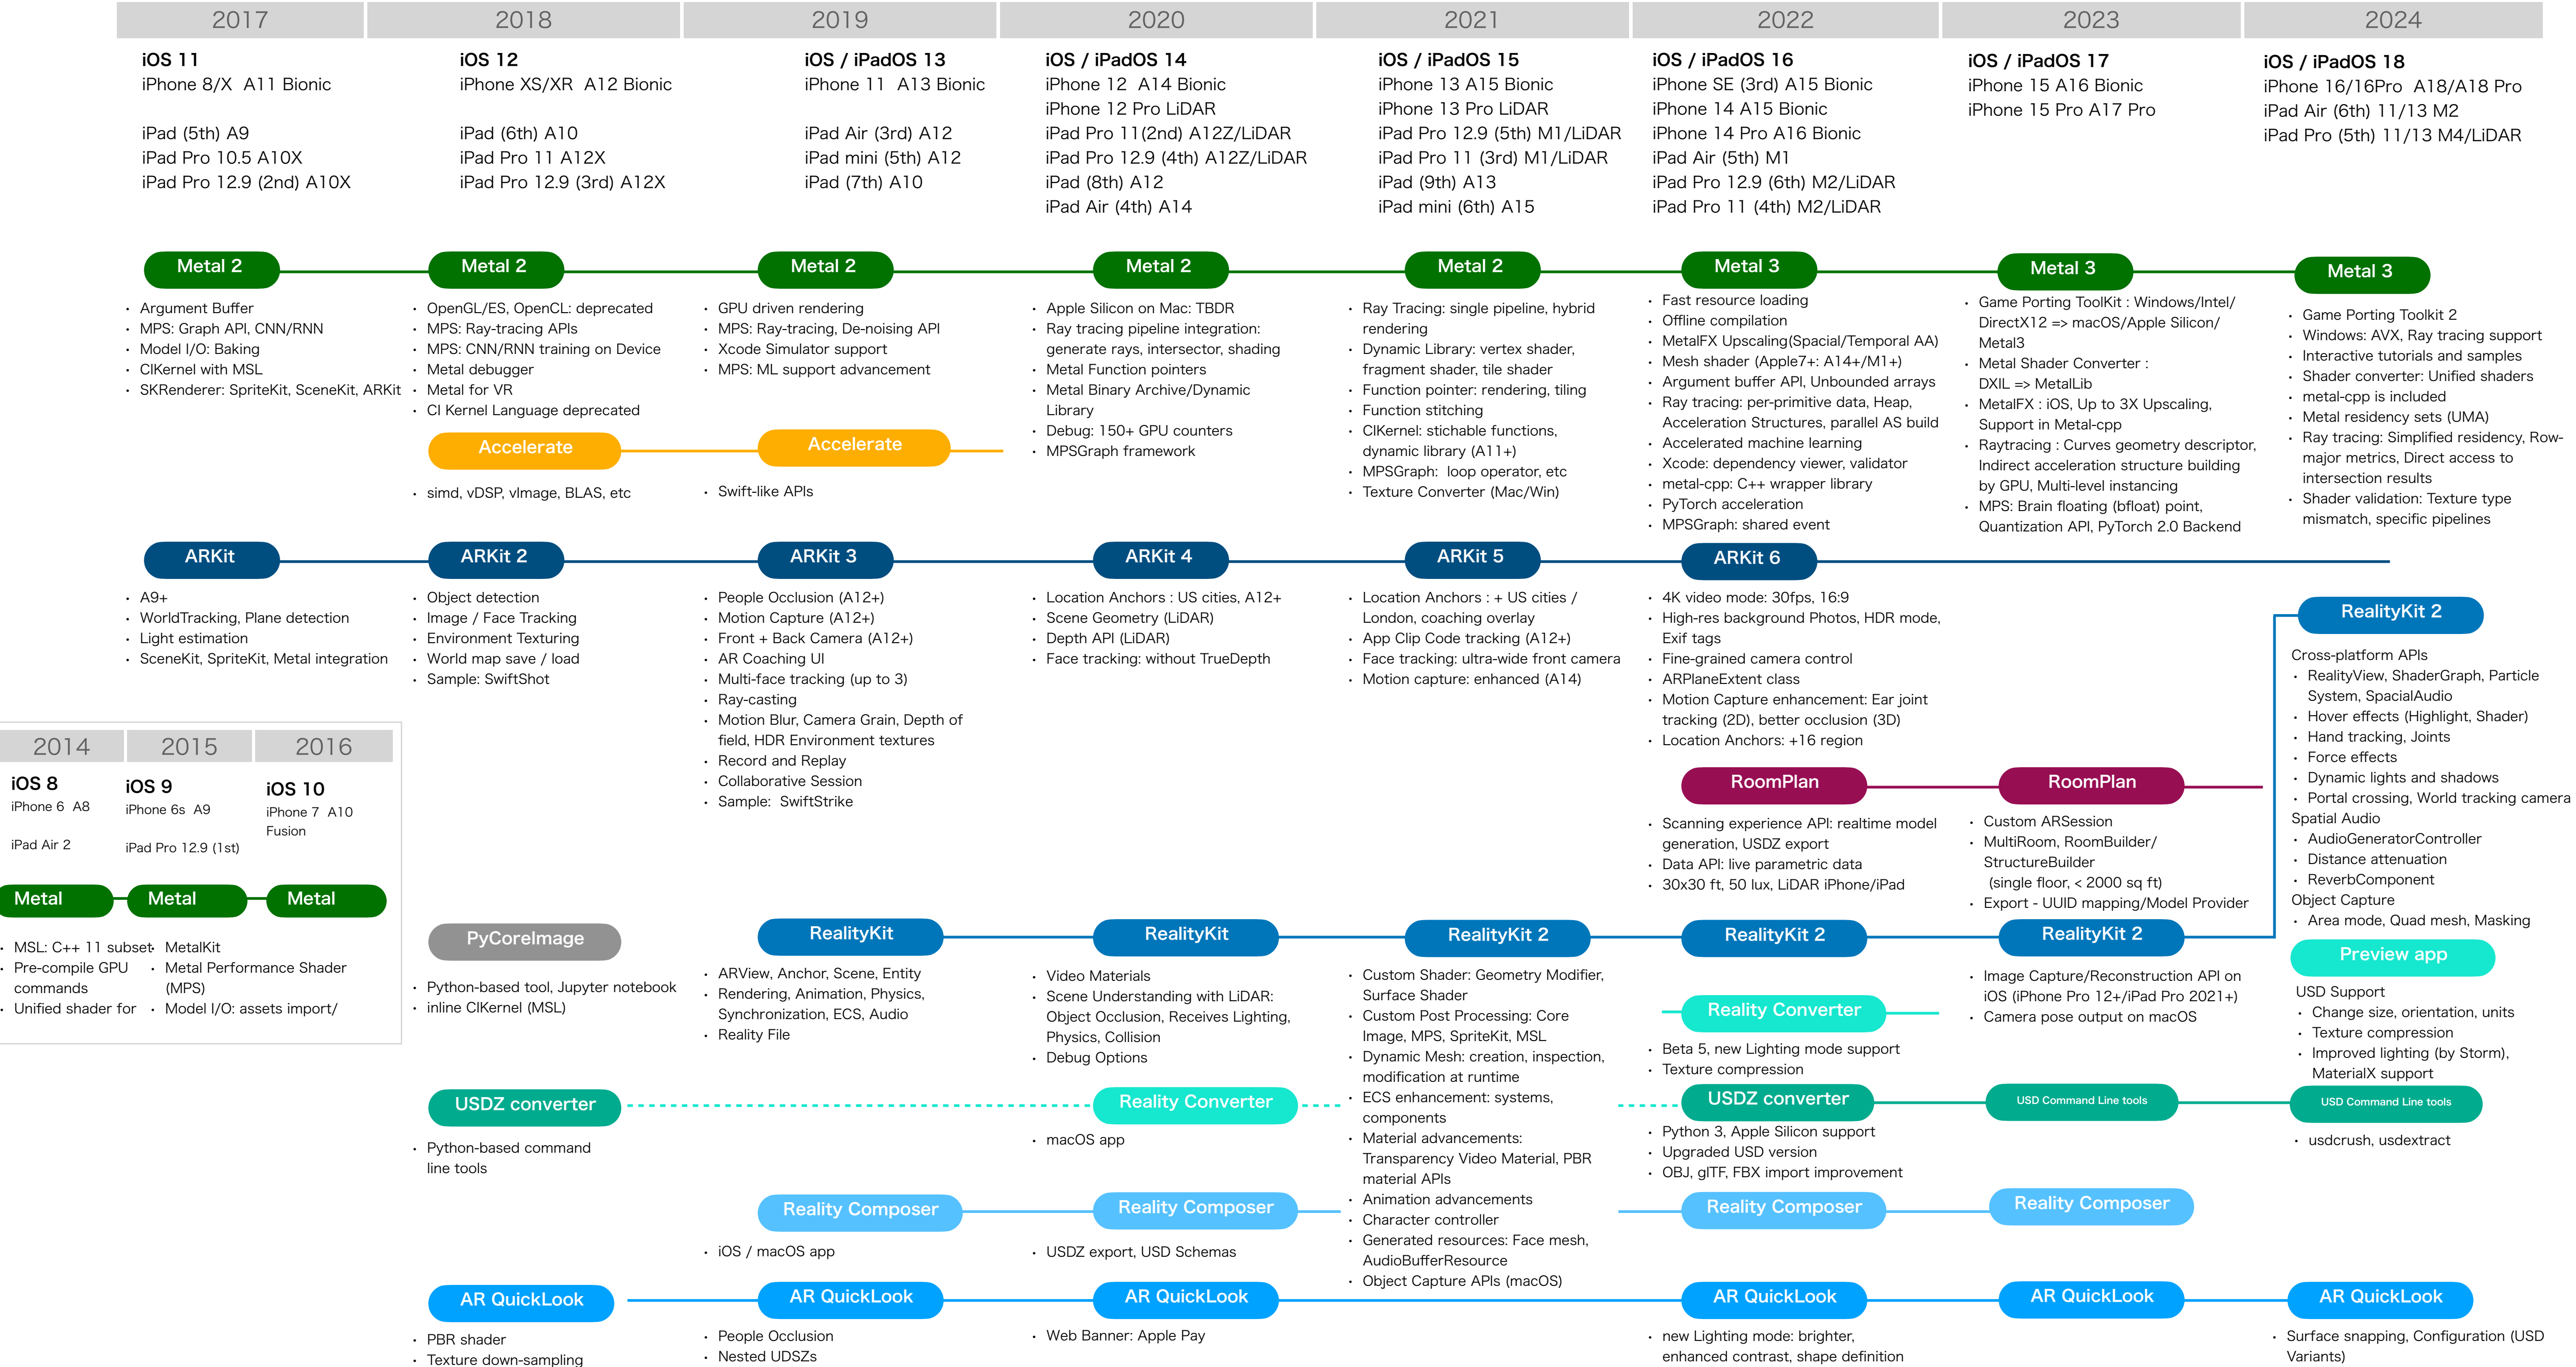 2017
2018
2019
2020
2021
2022
2023
2024
iOS 11
iPhone 8/X A11 Bionic
iPad (5th) A9
iPad Pro 10.5 A10X
iPad Pro 12.9 (2nd) A10X
iOS 12
iPhone XS/XR A12 Bionic
iPad (6th) A10
iPad Pro 11 A12X
iPad Pro 12.9 (3rd) A12X
iOS / iPadOS 13
iPhone 11 A13 Bionic
iPad Air (3rd) A12
iPad mini (5th) A12
iPad (7th) A10
iOS / iPadOS 14
iPhone 12 A14 Bionic
iPhone 12 Pro LiDAR
iPad Pro 11(2nd) A12Z/LiDAR
iPad Pro 12.9 (4th) A12Z/LiDAR
iPad (8th) A12
iPad Air (4th) A14
iOS / iPadOS 15
iPhone 13 A15 Bionic
iPhone 13 Pro LiDAR
iPad Pro 12.9 (5th) M1/LiDAR
iPad Pro 11 (3rd) M1/LiDAR
iPad (9th) A13
iPad mini (6th) A15
iOS / iPadOS 16
iPhone SE (3rd) A15 Bionic
iPhone 14 A15 Bionic
iPhone 14 Pro A16 Bionic
iPad Air (5th) M1
iPad Pro 12.9 (6th) M2/LiDAR
iPad Pro 11 (4th) M2/LiDAR
iOS / iPadOS 17
iPhone 15 A16 Bionic
iPhone 15 Pro A17 Pro
iOS / iPadOS 18
iPhone 16/16Pro A18/A18 Pro
iPad Air (6th) 11/13 M2
iPad Pro (5th) 11/13 M4/LiDAR
Metal 2
• Argument Buffer
• MPS: Graph API, CNN/RNN
• Model I/O: Baking
• CIKernel with MSL
• SKRenderer: SpriteKit, SceneKit, ARKit
Metal 2
• OpenGL/ES, OpenCL: deprecated
• MPS: Ray-tracing APIs
• MPS: CNN/RNN training on Device
• Metal debugger
• Metal for VR
• CI Kernel Language deprecated
Metal 2
• GPU driven rendering
• MPS: Ray-tracing, De-noising API
• Xcode Simulator support
• MPS: ML support advancement
Metal 2
• Apple Silicon on Mac: TBDR
• Ray tracing pipeline integration:
generate rays, intersector, shading
• Metal Function pointers
• Metal Binary Archive/Dynamic
Library
• Debug: 150+ GPU counters
• MPSGraph framework
Metal 2
• Ray Tracing: single pipeline, hybrid
rendering
• Dynamic Library: vertex shader,
fragment shader, tile shader
• Function pointer: rendering, tiling
• Function stitching
• CIKernel: stichable functions,
dynamic library (A11+)
• MPSGraph: loop operator, etc
• Texture Converter (Mac/Win)
Metal 3
• Fast resource loading
• Offline compilation
• MetalFX Upscaling(Spacial/Temporal AA)
• Mesh shader (Apple7+: A14+/M1+)
• Argument buffer API, Unbounded arrays
• Ray tracing: per-primitive data, Heap,
Acceleration Structures, parallel AS build
• Accelerated machine learning
• Xcode: dependency viewer, validator
• metal-cpp: C++ wrapper library
• PyTorch acceleration
• MPSGraph: shared event
Metal 3
• Game Porting ToolKit : Windows/Intel/
DirectX12 => macOS/Apple Silicon/
Metal3
• Metal Shader Converter :
DXIL => MetalLib
• MetalFX : iOS, Up to 3X Upscaling,
Support in Metal-cpp
• Raytracing : Curves geometry descriptor,
Indirect acceleration structure building
by GPU, Multi-level instancing
• MPS: Brain floating (bfloat) point,
Quantization API, PyTorch 2.0 Backend
Metal 3
• Game Porting Toolkit 2
• Windows: AVX, Ray tracing support
• Interactive tutorials and samples
• Shader converter: Unified shaders
• metal-cpp is included
• Metal residency sets (UMA)
• Ray tracing: Simplified residency, Row-
major metrics, Direct access to
intersection results
• Shader validation: Texture type
mismatch, specific pipelines
Accelerate
• simd, vDSP, vImage, BLAS, etc
Accelerate
• Swift-like APIs
ARKit
• A9+
• WorldTracking, Plane detection
• Light estimation
• SceneKit, SpriteKit, Metal integration
ARKit 2
• Object detection
• Image / Face Tracking
• Environment Texturing
• World map save / load
• Sample: SwiftShot
ARKit 3
• People Occlusion (A12+)
• Motion Capture (A12+)
• Front + Back Camera (A12+)
• AR Coaching UI
• Multi-face tracking (up to 3)
• Ray-casting
• Motion Blur, Camera Grain, Depth of
field, HDR Environment textures
• Record and Replay
• Collaborative Session
• Sample: SwiftStrike
ARKit 4
• Location Anchors : US cities, A12+
• Scene Geometry (LiDAR)
• Depth API (LiDAR)
• Face tracking: without TrueDepth
ARKit 5
• Location Anchors : + US cities /
London, coaching overlay
• App Clip Code tracking (A12+)
• Face tracking: ultra-wide front camera
• Motion capture: enhanced (A14)
ARKit 6
• 4K video mode: 30fps, 16:9
• High-res background Photos, HDR mode,
Exif tags
• Fine-grained camera control
• ARPlaneExtent class
• Motion Capture enhancement: Ear joint
tracking (2D), better occlusion (3D)
• Location Anchors: +16 region
RoomPlan
• Scanning experience API: realtime model
generation, USDZ export
• Data API: live parametric data
• 30x30 ft, 50 lux, LiDAR iPhone/iPad
RoomPlan
• Custom ARSession
• MultiRoom, RoomBuilder/
StructureBuilder
(single floor, < 2000 sq ft)
• Export - UUID mapping/Model Provider
RealityKit 2
Cross-platform APIs
• RealityView, ShaderGraph, Particle
System, SpacialAudio
• Hover effects (Highlight, Shader)
• Hand tracking, Joints
• Force effects
• Dynamic lights and shadows
• Portal crossing, World tracking camera
Spatial Audio
• AudioGeneratorController
• Distance attenuation
• ReverbComponent
Object Capture
• Area mode, Quad mesh, Masking
2014
2015
2016
iOS 8
iPhone 6 A8
iPad Air 2
iOS 9
iPhone 6s A9
iPad Pro 12.9 (1st)
iOS 10
iPhone 7 A10
Fusion
Metal
Metal
Metal
• MSL: C++ 11 subset
• Pre-compile GPU
commands
• Unified shader for
• MetalKit
• Metal Performance Shader
(MPS)
• Model I/O: assets import/
PyCoreImage
• Python-based tool, Jupyter notebook
• inline CIKernel (MSL)
RealityKit
• ARView, Anchor, Scene, Entity
• Rendering, Animation, Physics,
Synchronization, ECS, Audio
• Reality File
RealityKit
• Video Materials
• Scene Understanding with LiDAR:
Object Occlusion, Receives Lighting,
Physics, Collision
• Debug Options
RealityKit 2
• Custom Shader: Geometry Modifier,
Surface Shader
• Custom Post Processing: Core
Image, MPS, SpriteKit, MSL
• Dynamic Mesh: creation, inspection,
modification at runtime
• ECS enhancement: systems,
components
• Material advancements:
Transparency Video Material, PBR
material APIs
• Animation advancements
• Character controller
• Generated resources: Face mesh,
AudioBufferResource
• Object Capture APIs (macOS)
RealityKit 2
RealityKit 2
• Image Capture/Reconstruction API on
iOS (iPhone Pro 12+/iPad Pro 2021+)
• Camera pose output on macOS
Reality Converter
• Beta 5, new Lighting mode support
• Texture compression
Preview app
USD Support
• Change size, orientation, units
• Texture compression
• Improved lighting (by Storm),
MaterialX support
USDZ converter
• Python-based command
line tools
Reality Converter
• macOS app
USDZ converter
• Python 3, Apple Silicon support
• Upgraded USD version
• OBJ, glTF, FBX import improvement
USD Command Line tools
USD Command Line tools
• usdcrush, usdextract
Reality Composer
• iOS / macOS app
Reality Composer
• USDZ export, USD Schemas
Reality Composer
Reality Composer
AR QuickLook
• PBR shader
• Texture down-sampling
AR QuickLook
• People Occlusion
• Nested UDSZs
AR QuickLook
• Web Banner: Apple Pay
AR QuickLook
• new Lighting mode: brighter,
enhanced contrast, shape definition
AR QuickLook
AR QuickLook
• Surface snapping, Configuration (USD
Variants)